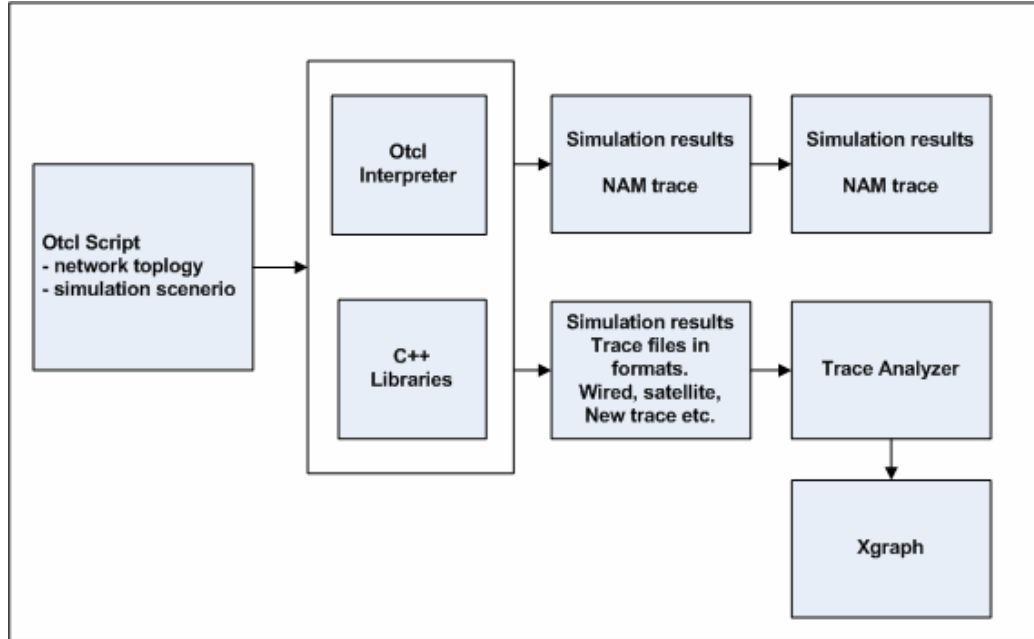 Otcl Script
- network toplogy
- simulation scenerio
Otcl
Interpreter
C++
Libraries
Simulation results
NAM trace
Simulation results
NAM trace
Simulation results
Trace files in
formats.
Wired, satellite,
New trace etc.
Trace Analyzer
Xgraph